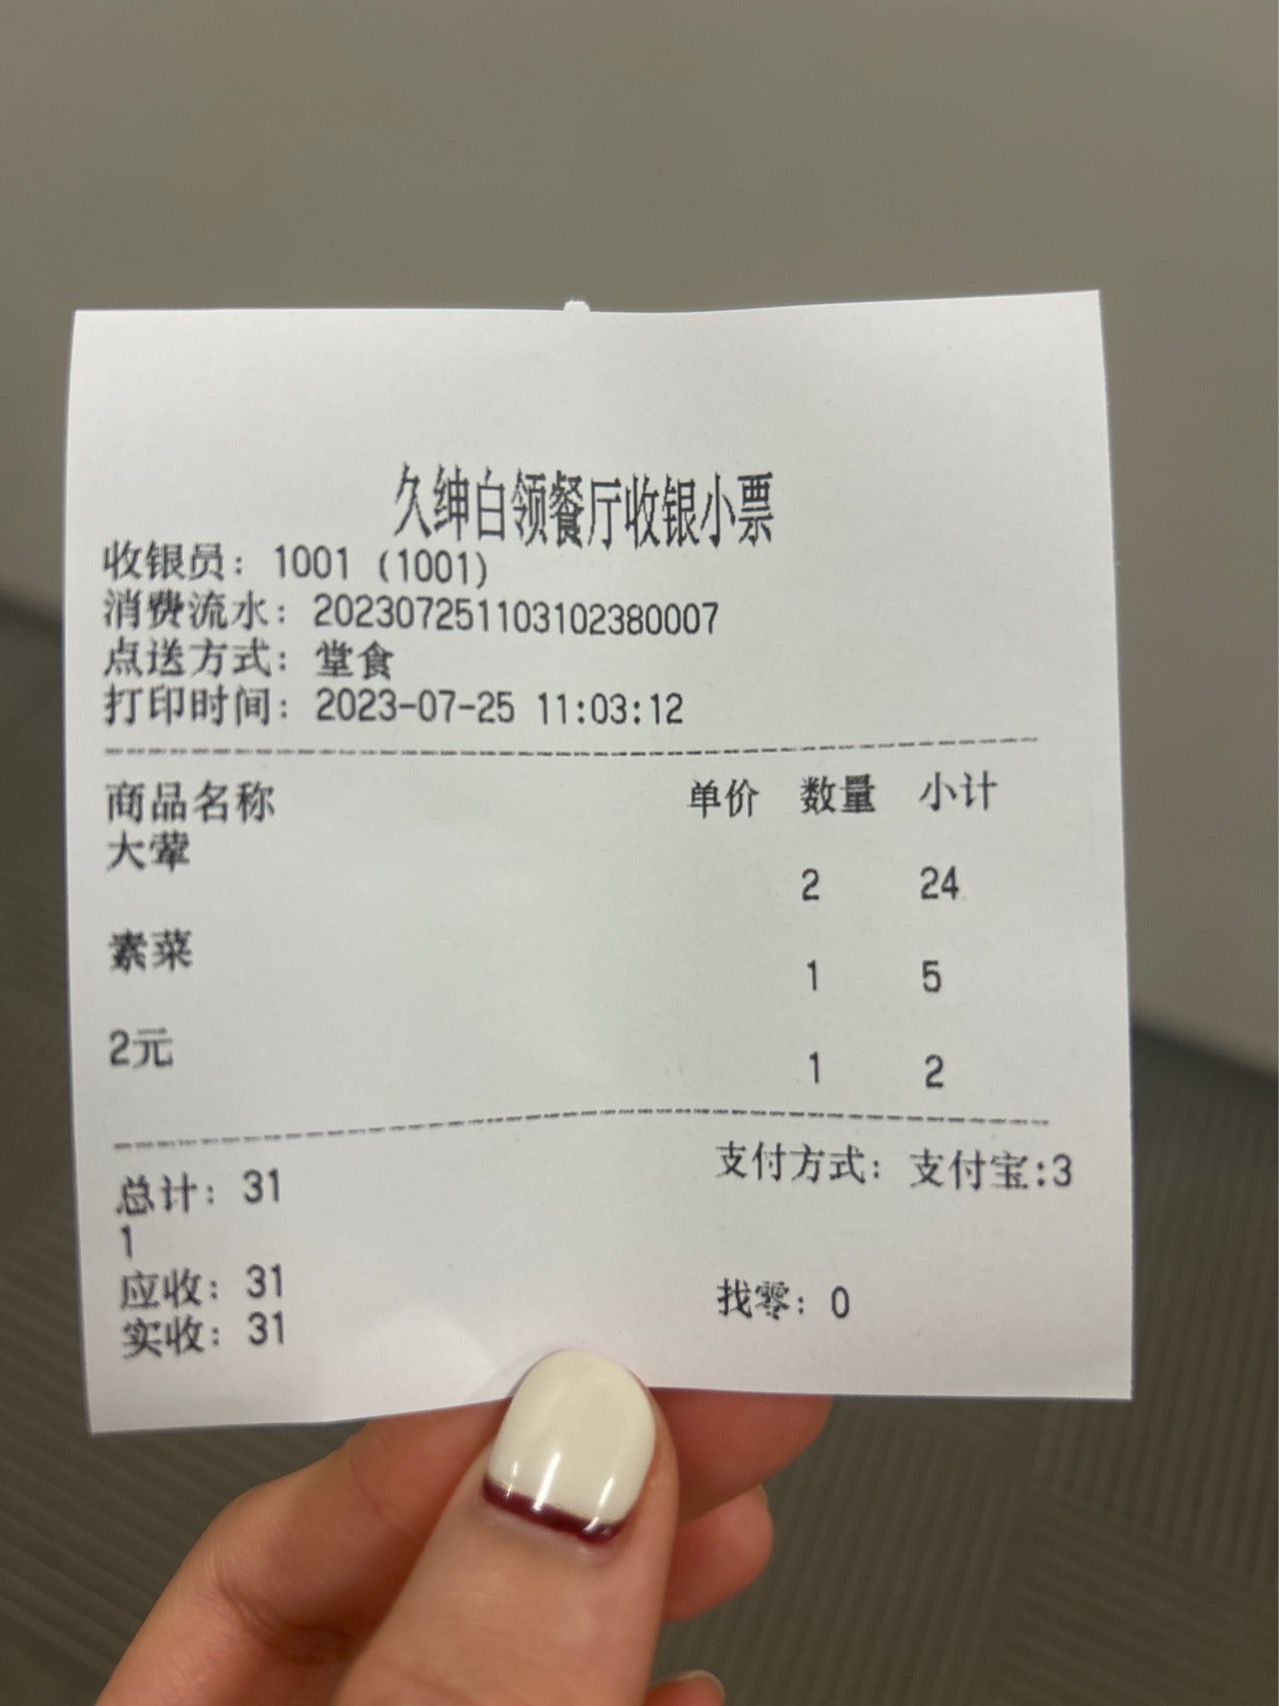 久绅白领餐厅收银小票
收银员：1001 (1001)
消费流水：202307251103102380007
点送方式：堂食
打印时间：2023-07-25 11:03:12
商品名称 单价 数量 小计
大荤
2 24
素菜
1 5
2元
1 2
总计：31 支付方式：支付宝:3
1
应收：31 找零：0
实收：31